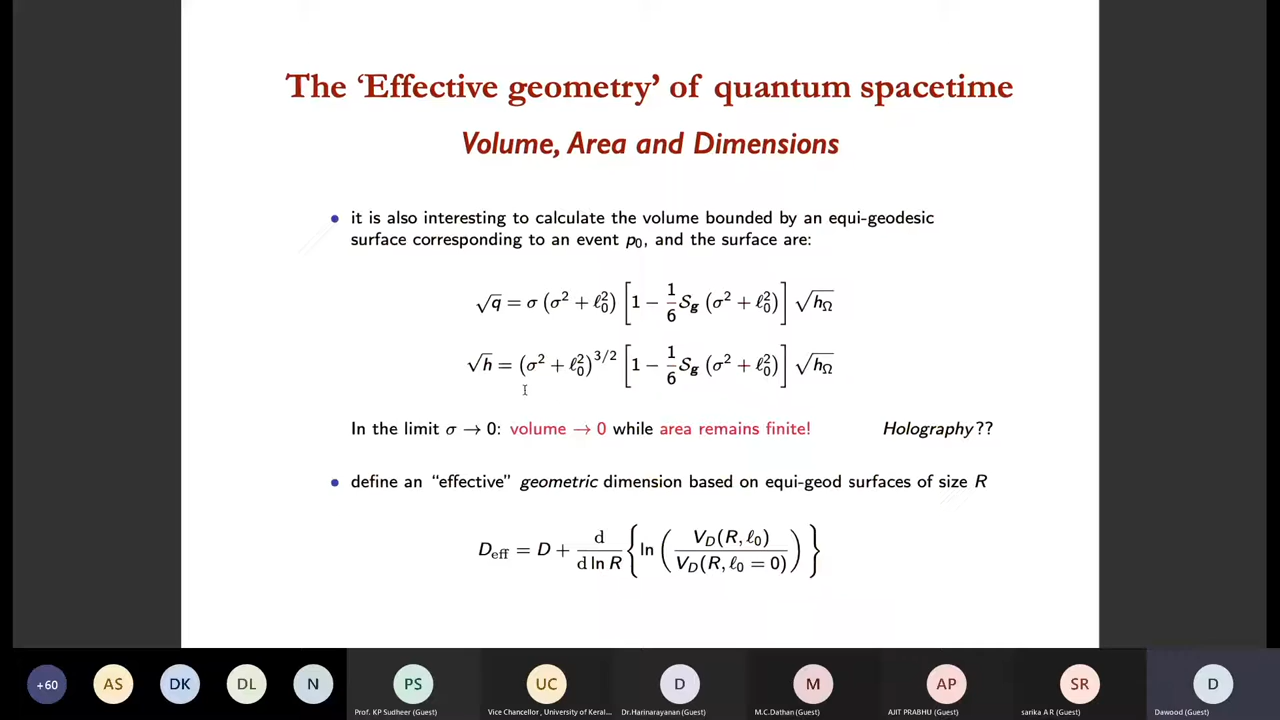 The ‘Effective geometry’ of quantum spacetime
Volume, Area and Dimensions
• it is also interesting to calculate the volume bounded by an equi-geodesic
surface corresponding to an event p₀, and the surface are:
√q = σ (σ² + ℓ₀²) [1 − 1/6 𝒮_g (σ² + ℓ₀²)] √h_Ω
√h = (σ² + ℓ₀²)^{3/2} [1 − 1/6 𝒮_g (σ² + ℓ₀²)] √h_Ω
In the limit σ → 0: volume → 0 while area remains finite! Holography??
• define an “effective” geometric dimension based on equi-geod surfaces of size R
D_eff = D + d/(d ln R) {ln (V_D(R, ℓ₀) / V_D(R, ℓ₀ = 0))}
+60 AS DK DL N PS UC D M AP SR D
Prof. KP Sudheer (Guest) Vice Chancellor , University of Keral... Dr.Harinarayanan (Guest) M.C.Dathan (Guest) AJIT PRABHU (Guest) sarika A R (Guest) Dawood (Guest)